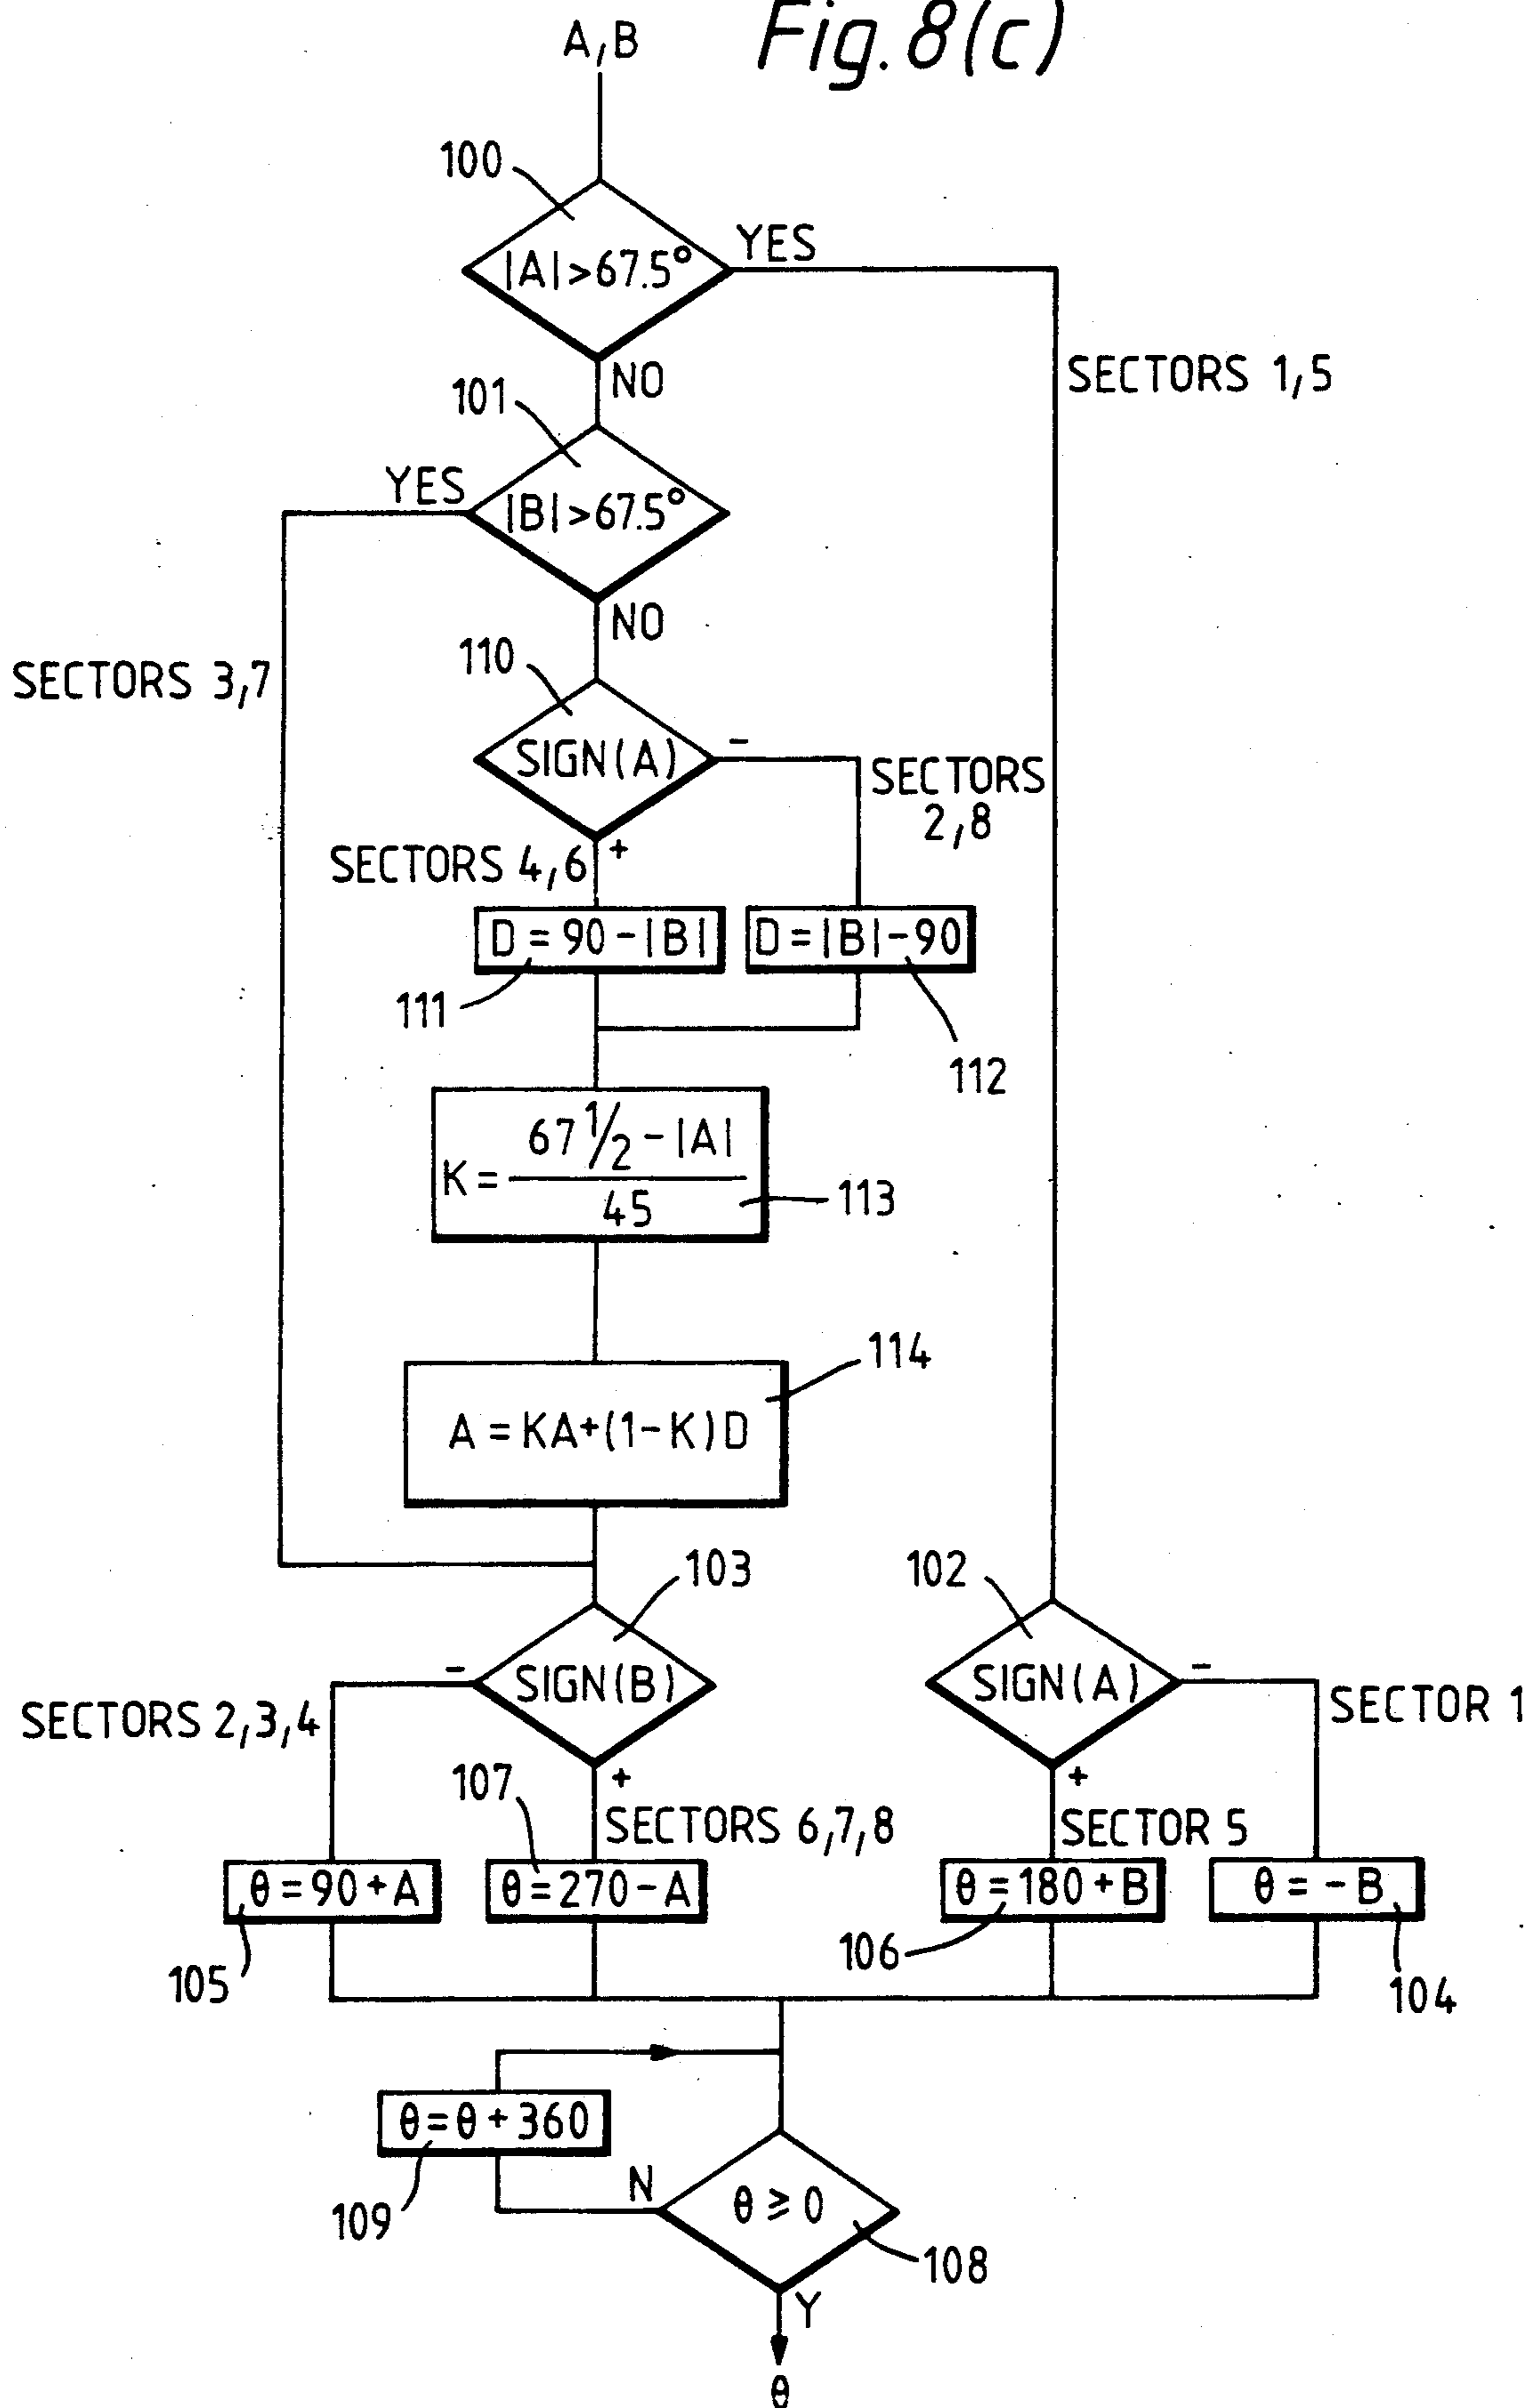 Fig. 8(c)
A,B
100
|A|>67.5°
YES
NO
SECTORS 1,5
101
YES
|B|>67.5°
NO
SECTORS 3,7
110
SIGN(A)
-
SECTORS
2,8
+
SECTORS 4,6
D = 90 -|B|
D = |B| -90
111
112
K = (67 1/2 - |A|) / 45
113
114
A = KA+(1-K)D
103
102
SIGN(B)
-
SECTORS 2,3,4
SIGN(A)
-
SECTOR 1
107
+
SECTORS 6,7,8
+
SECTOR 5
θ = 90 + A
θ = 270 - A
θ = 180 + B
θ = - B
105
106
104
θ = θ + 360
109
N
θ ≥ 0
108
Y
θ